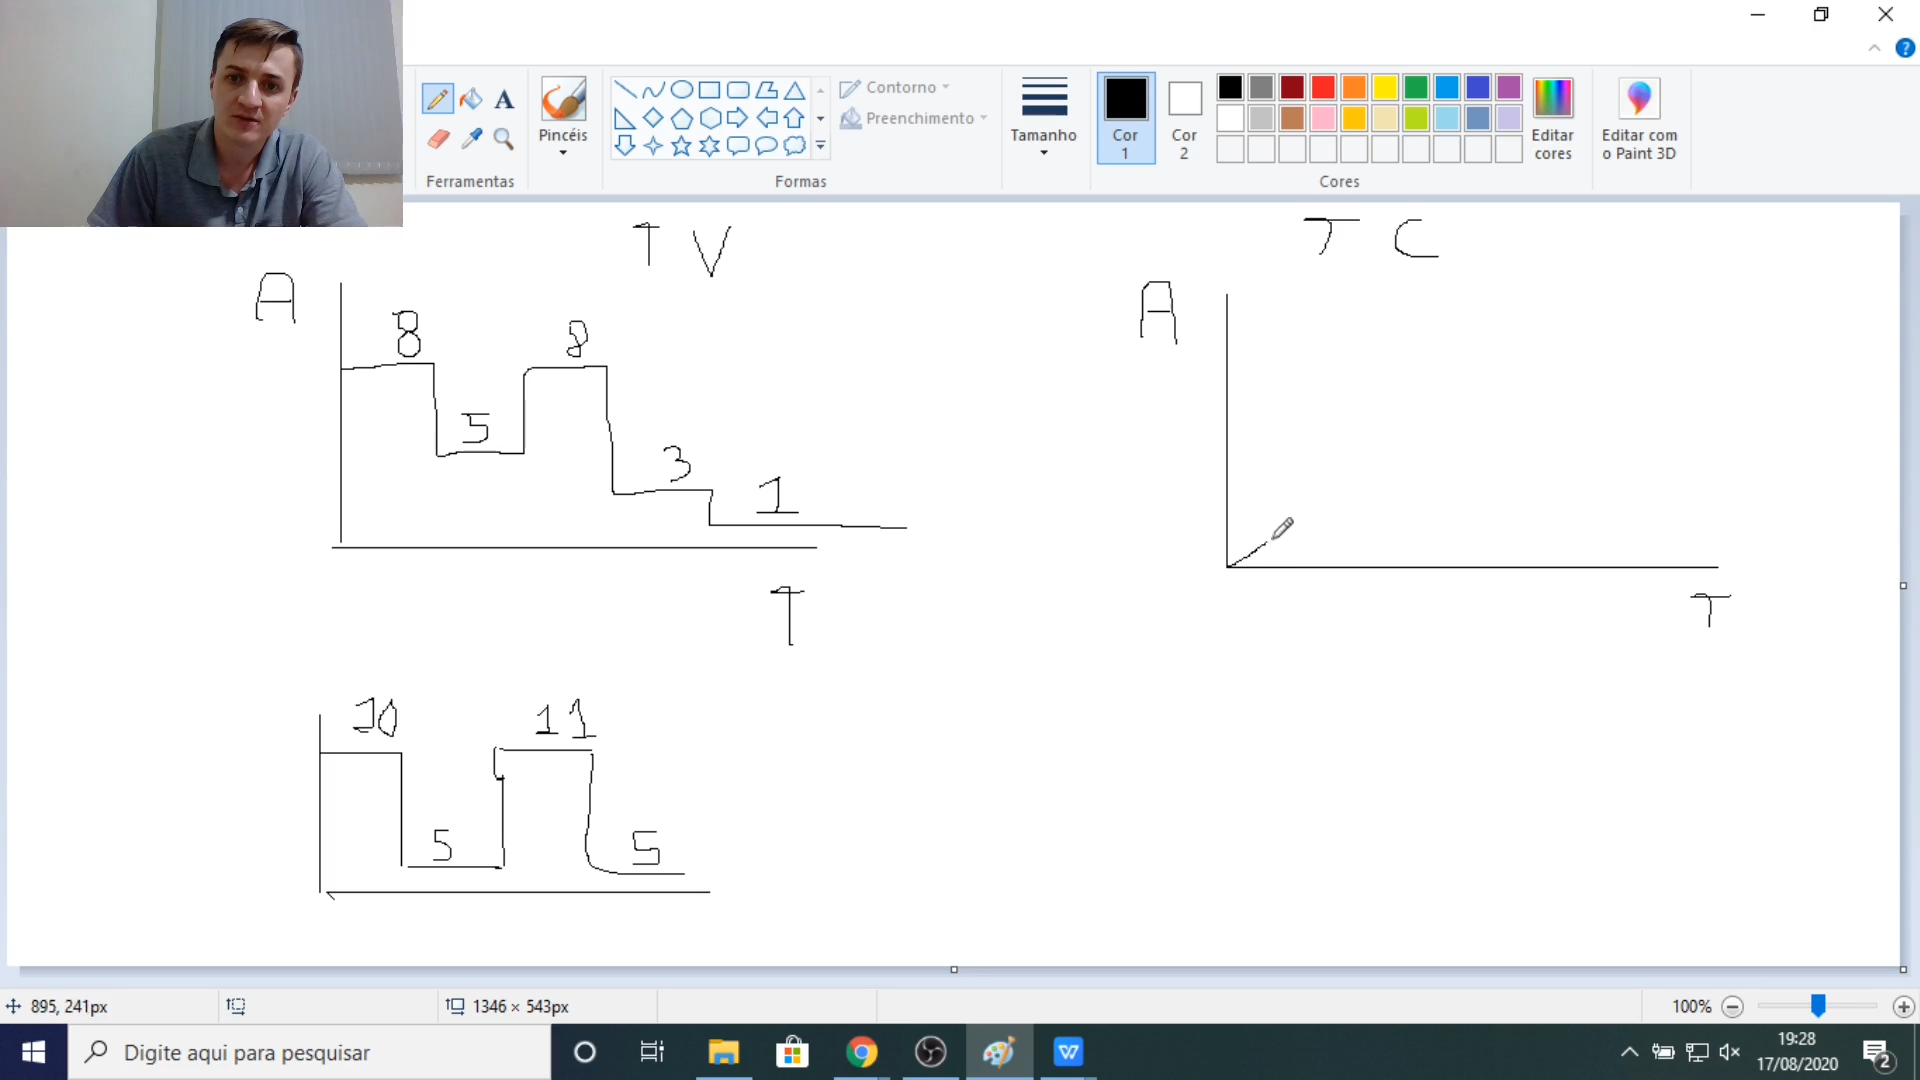 Contorno
Preenchimento
Pincéis
Tamanho
Cor 1
Cor 2
Editar cores
Editar com o Paint 3D
Ferramentas
Formas
Cores
T V
T C
A
8
8
5
3
1
T
A
T
10
11
5
5
895, 241px
1346 × 543px
100%
Digite aqui para pesquisar
19:28
17/08/2020
2